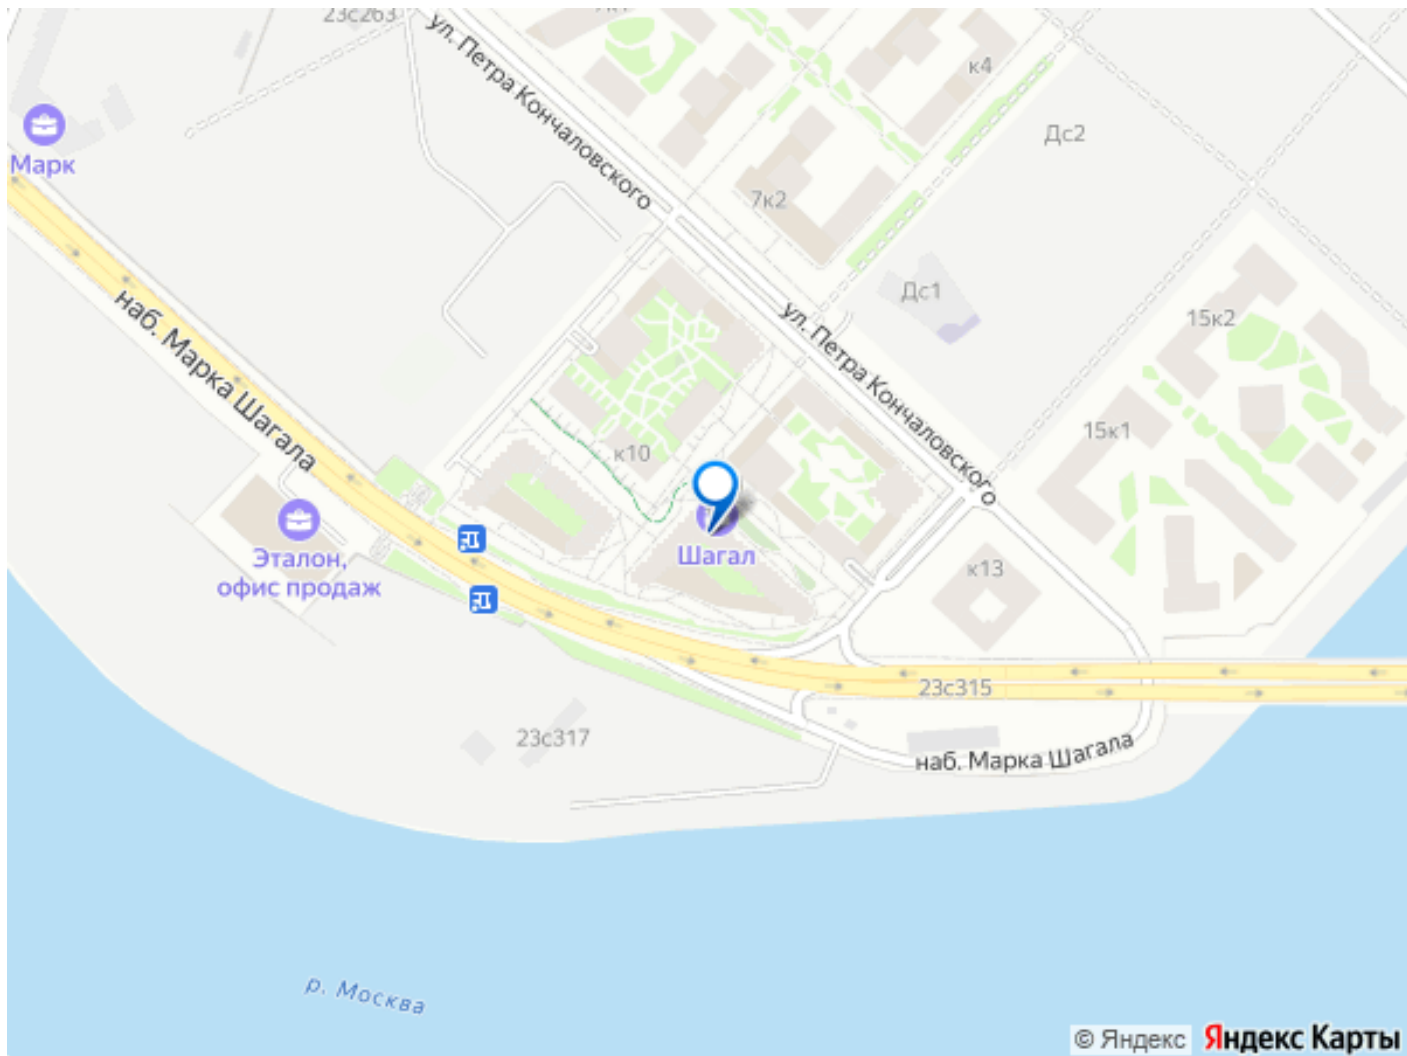 23с263
ул. Петра Кончаловского
к4
Марк
Дс2
7к2
Дс1
наб. Марка Шагала
ул. Петра Кончаловского
15к2
15к1
к10
Шагал
Эталон,
офис продаж
к13
23с315
23с317
наб. Марка Шагала
р. Москва
© Яндекс Яндекс Карты